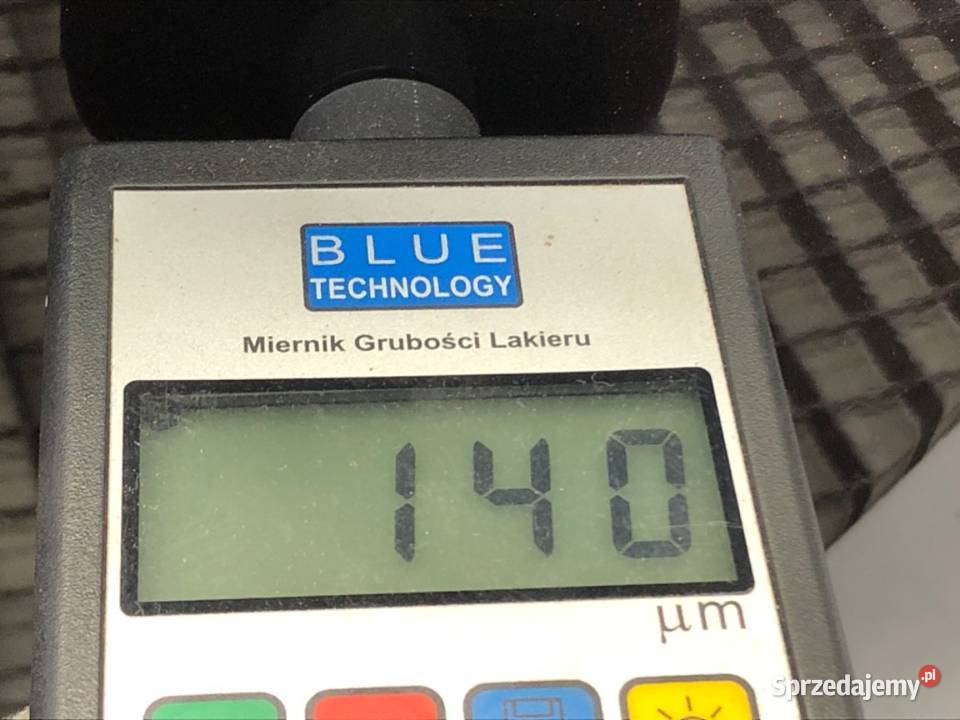 BLUE
TECHNOLOGY
Miernik Grubości Lakieru
140
µm
Sprzedajemy.pl